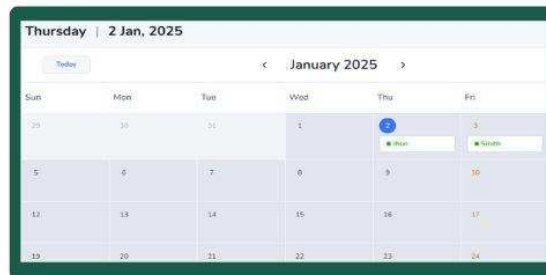 Thursday | 2 Jan, 2025
Today
< January 2025 >
Sun Mon Tue Wed Thu Fri
29 30 31 1 2 3
Smith
5 6 7 8 9 10
12 13 14 15 16 17
19 20 21 22 23 24